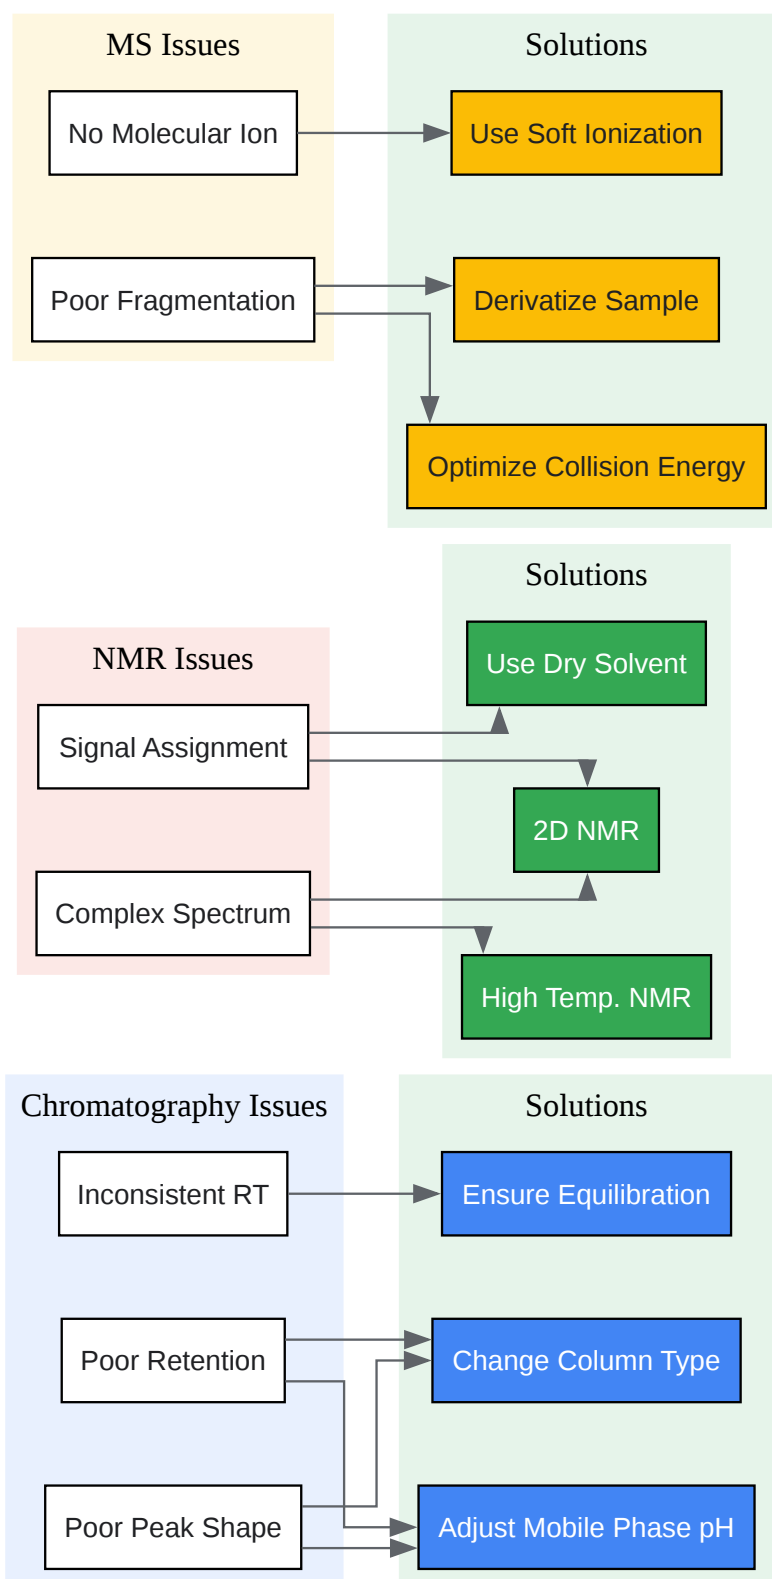 MS Issues
Solutions
No Molecular Ion
Use Soft Ionization
Poor Fragmentation
Derivatize Sample
Optimize Collision Energy
Solutions
Use Dry Solvent
NMR Issues
Signal Assignment
2D NMR
Complex Spectrum
High Temp. NMR
Chromatography Issues
Solutions
Inconsistent RT
Ensure Equilibration
Poor Retention
Change Column Type
Poor Peak Shape
Adjust Mobile Phase pH